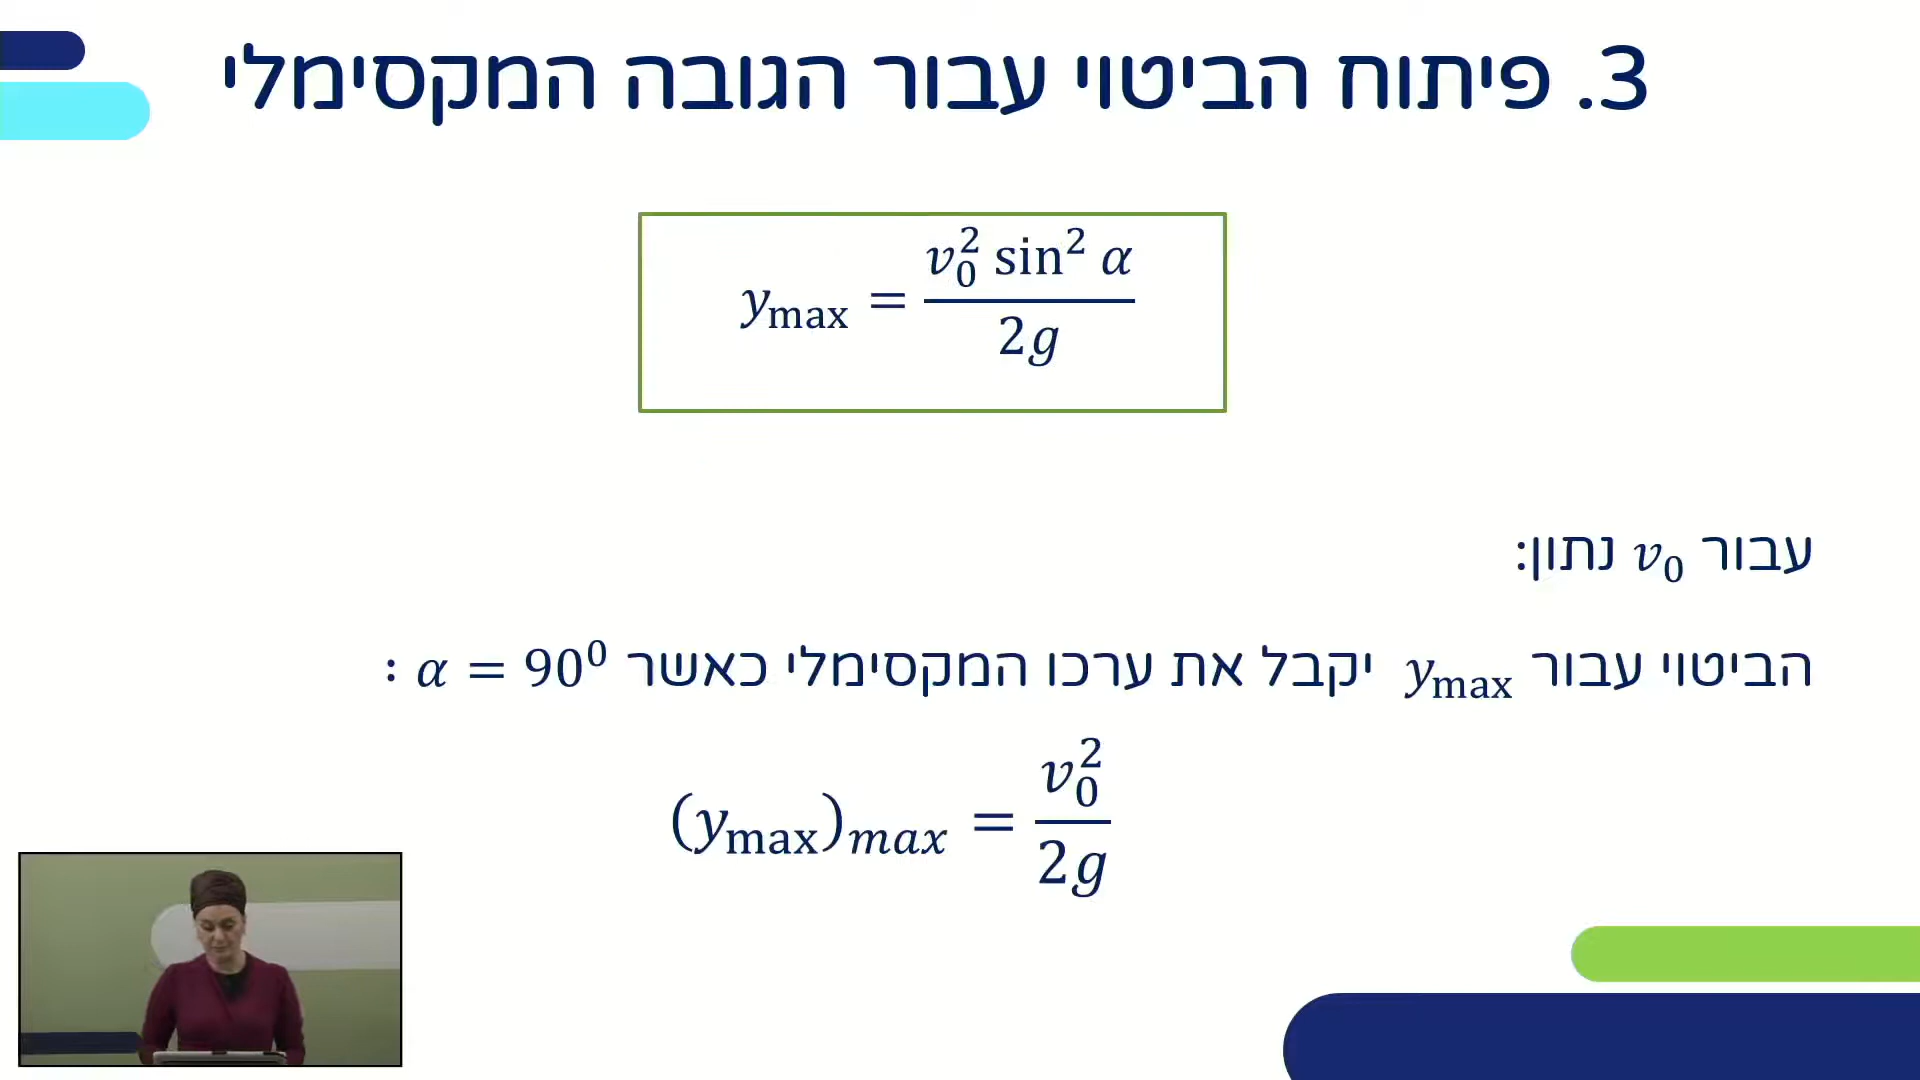 3. פיתוח הביטוי עבור הגובה המקסימלי
y_max = v₀² sin² α / 2g
עבור v₀ נתון:
הביטוי עבור y_max יקבל את ערכו המקסימלי כאשר α = 90⁰ :
(y_max)_max = v₀² / 2g